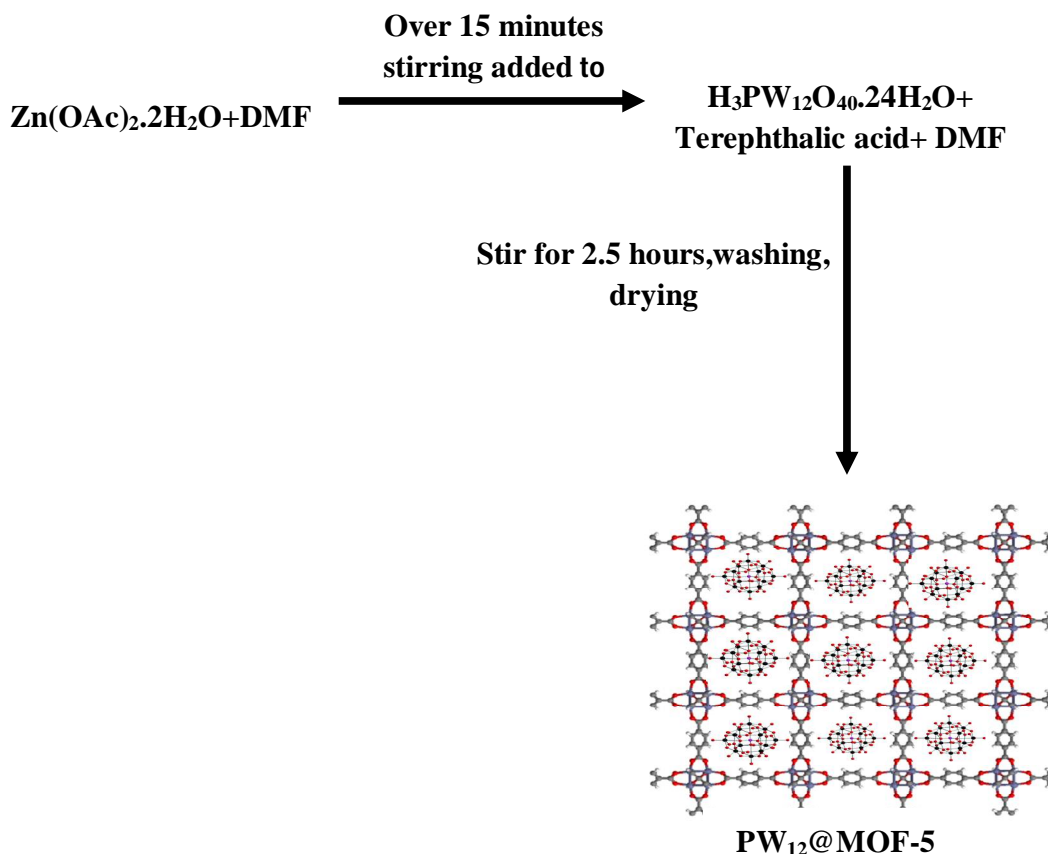 Over 15 minutes
stirring added to
Zn(OAc)₂.2H₂O+DMF
H₃PW₁₂O₄₀.24H₂O+
Terephthalic acid+ DMF
Stir for 2.5 hours,washing,
drying
PW₁₂@MOF-5